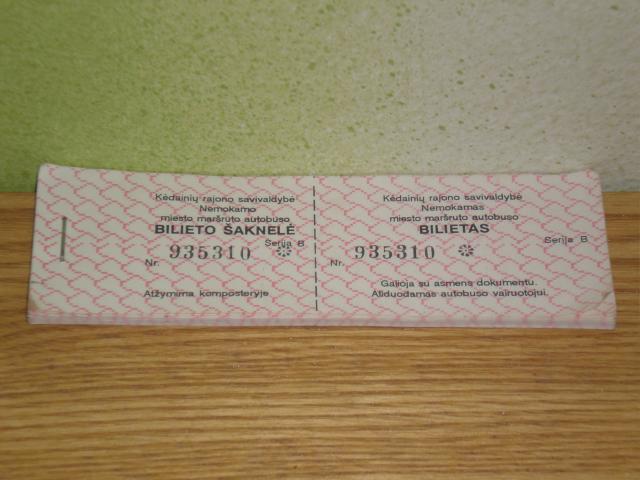 Kėdainių rajono savivaldybė
Nemokamo
miesto maršruto autobuso
BILIETO ŠAKNELĖ
Serija B
Nr. 935310
Atžymima komposteryje
Kėdainių rajono savivaldybė
Nemokamas
miesto maršruto autobuso
BILIETAS
Serija B
Nr. 935310
Galioja su asmens dokumentu.
Atiduodamas autobuso vairuotojui.